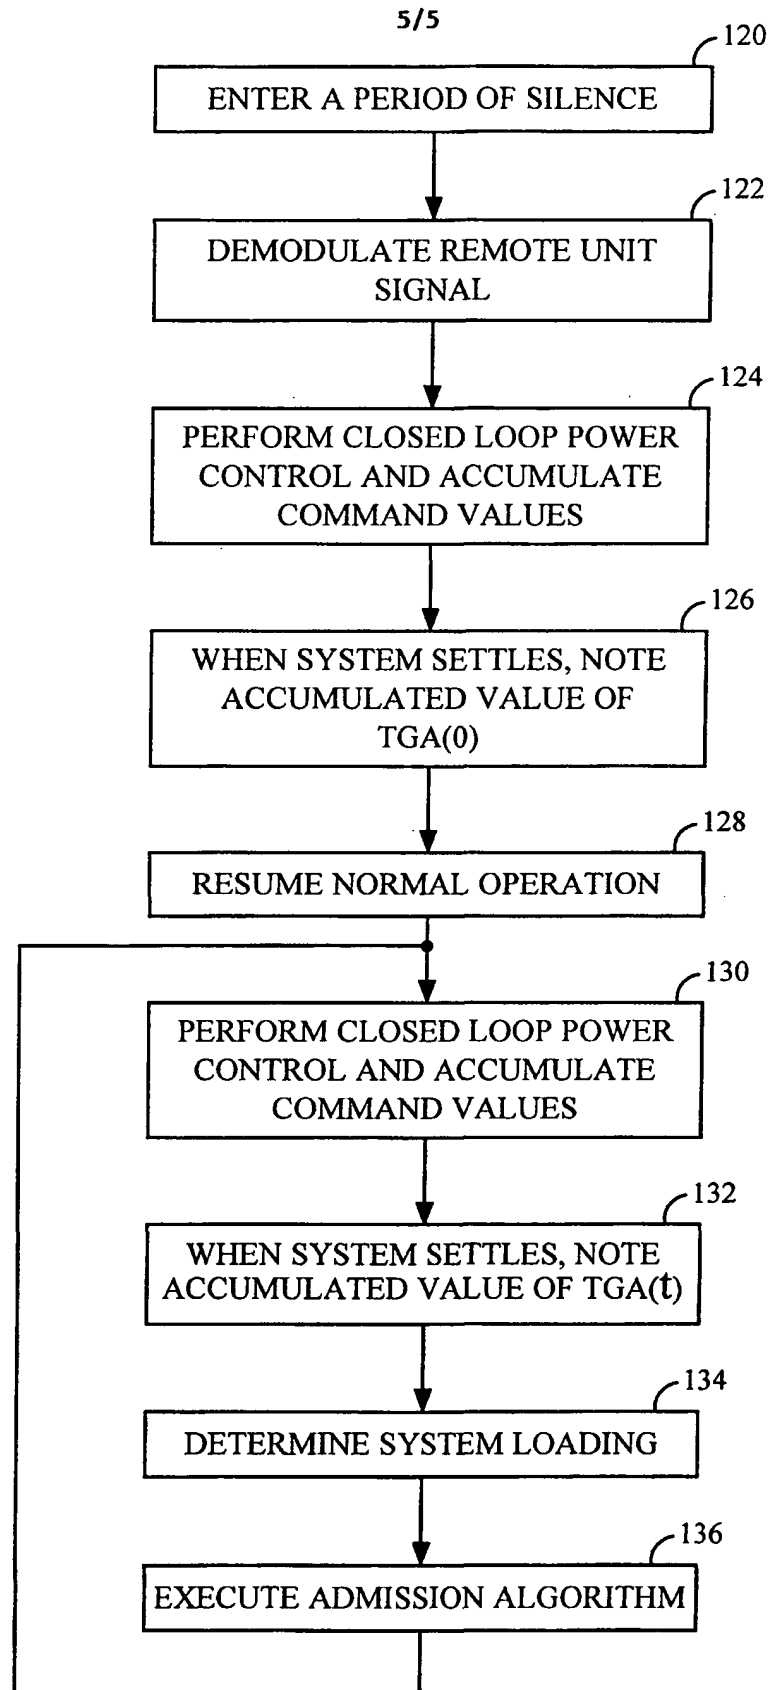 5/5
120
ENTER A PERIOD OF SILENCE
122
DEMODULATE REMOTE UNIT
SIGNAL
124
PERFORM CLOSED LOOP POWER
CONTROL AND ACCUMULATE
COMMAND VALUES
126
WHEN SYSTEM SETTLES, NOTE
ACCUMULATED VALUE OF
TGA(0)
128
RESUME NORMAL OPERATION
130
PERFORM CLOSED LOOP POWER
CONTROL AND ACCUMULATE
COMMAND VALUES
132
WHEN SYSTEM SETTLES, NOTE
ACCUMULATED VALUE OF TGA(t)
134
DETERMINE SYSTEM LOADING
136
EXECUTE ADMISSION ALGORITHM